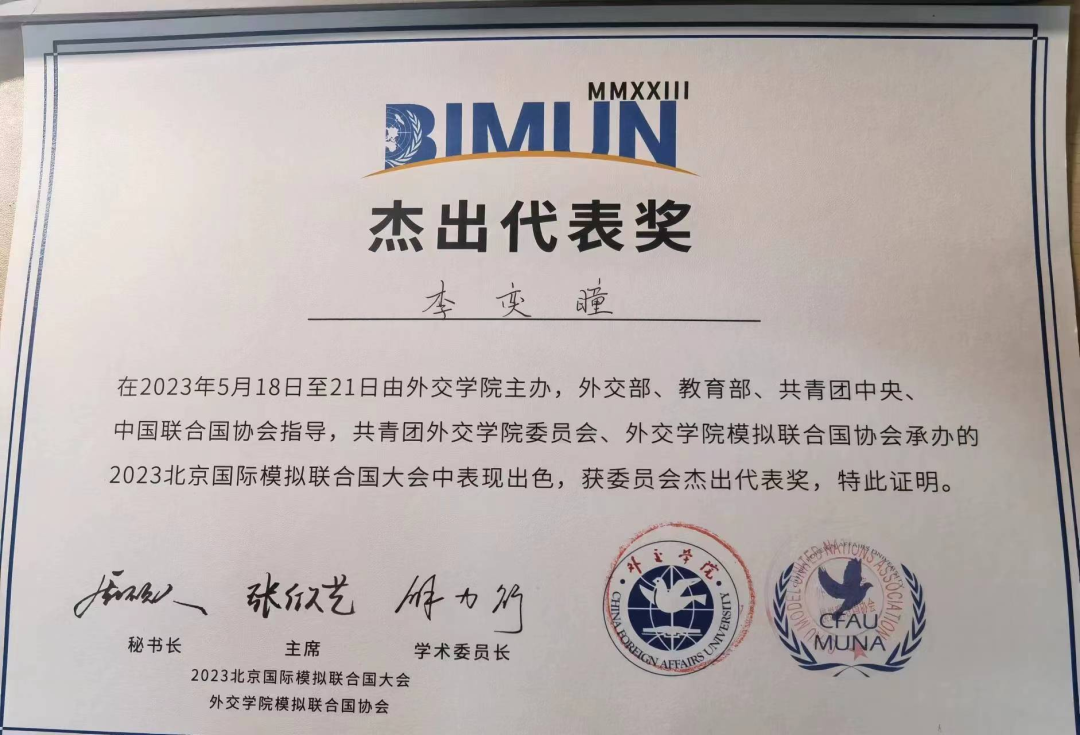 MMXXIII
BIMUN
杰出代表奖
李奕瞳
在2023年5月18日至21日由外交学院主办，外交部、教育部、共青团中央、
中国联合国协会指导，共青团外交学院委员会、外交学院模拟联合国协会承办的
2023北京国际模拟联合国大会中表现出色，获委员会杰出代表奖，特此证明。
张欣艺
力行
秘书长
主席
学术委员长
2023北京国际模拟联合国大会
外交学院模拟联合国协会
外交学院
CHINA FOREIGN AFFAIRS UNIVERSITY
MODEL UNITED NATIONS ASSOCIATION
CFAU
MUNA